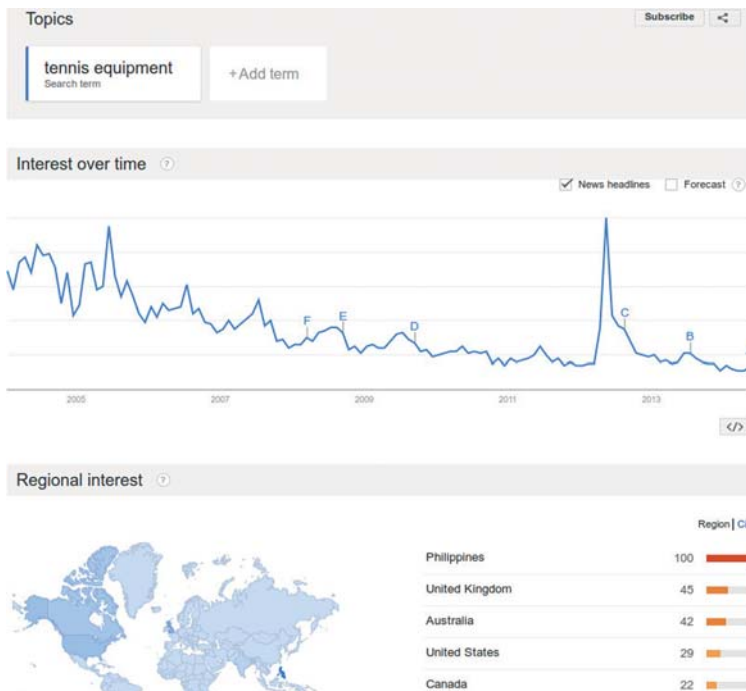 Topics
Subscribe
tennis equipment
Search term
+Add term
Interest over time ?
News headlines Forecast ?
F E D C B
2005 2007 2009 2011 2013
</>
Regional interest ?
Region|
Philippines 100
United Kingdom 45
Australia 42
United States 29
Canada 22